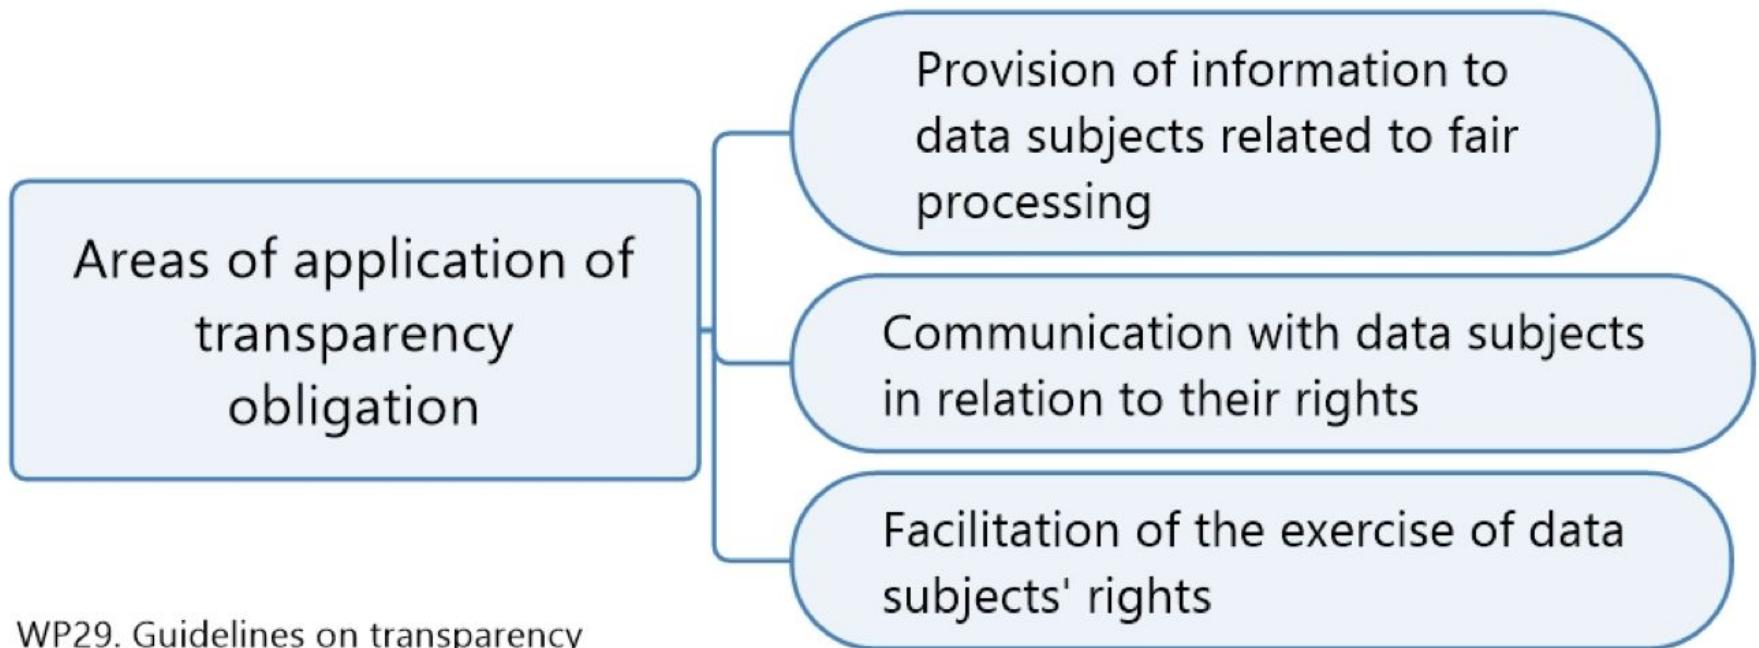 Areas of application of
transparency
obligation
Provision of information to
data subjects related to fair
processing
Communication with data subjects
in relation to their rights
Facilitation of the exercise of data
subjects' rights
WP29. Guidelines on transparency